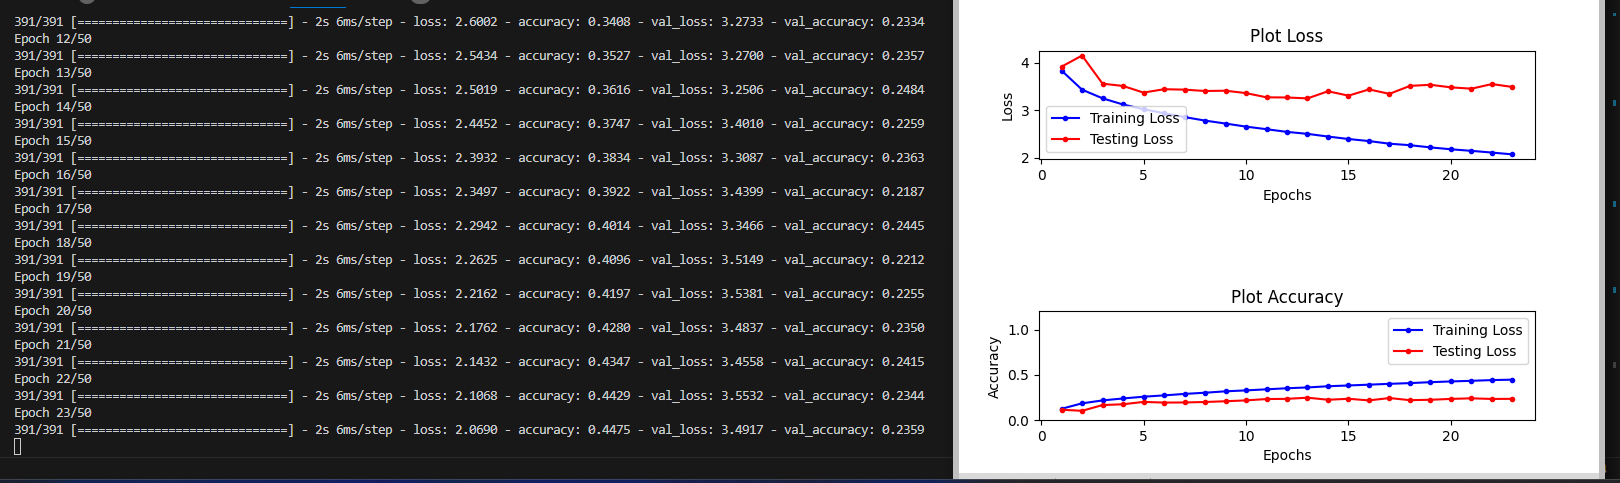 391/391 [==============================] - 2s 6ms/step - loss: 2.6002 - accuracy: 0.3408 - val_loss: 3.2733 - val_accuracy: 0.2334
Epoch 12/50
391/391 [==============================] - 2s 6ms/step - loss: 2.5434 - accuracy: 0.3527 - val_loss: 3.2700 - val_accuracy: 0.2357
Epoch 13/50
391/391 [==============================] - 2s 6ms/step - loss: 2.5019 - accuracy: 0.3616 - val_loss: 3.2506 - val_accuracy: 0.2484
Epoch 14/50
391/391 [==============================] - 2s 6ms/step - loss: 2.4452 - accuracy: 0.3747 - val_loss: 3.4010 - val_accuracy: 0.2259
Epoch 15/50
391/391 [==============================] - 2s 6ms/step - loss: 2.3932 - accuracy: 0.3834 - val_loss: 3.3087 - val_accuracy: 0.2363
Epoch 16/50
391/391 [==============================] - 2s 6ms/step - loss: 2.3497 - accuracy: 0.3922 - val_loss: 3.4399 - val_accuracy: 0.2187
Epoch 17/50
391/391 [==============================] - 2s 6ms/step - loss: 2.2942 - accuracy: 0.4014 - val_loss: 3.3466 - val_accuracy: 0.2445
Epoch 18/50
391/391 [==============================] - 2s 6ms/step - loss: 2.2625 - accuracy: 0.4096 - val_loss: 3.5149 - val_accuracy: 0.2212
Epoch 19/50
391/391 [==============================] - 2s 6ms/step - loss: 2.2162 - accuracy: 0.4197 - val_loss: 3.5381 - val_accuracy: 0.2255
Epoch 20/50
391/391 [==============================] - 2s 6ms/step - loss: 2.1762 - accuracy: 0.4280 - val_loss: 3.4837 - val_accuracy: 0.2350
Epoch 21/50
391/391 [==============================] - 2s 6ms/step - loss: 2.1432 - accuracy: 0.4347 - val_loss: 3.4558 - val_accuracy: 0.2415
Epoch 22/50
391/391 [==============================] - 2s 6ms/step - loss: 2.1068 - accuracy: 0.4429 - val_loss: 3.5532 - val_accuracy: 0.2344
Epoch 23/50
391/391 [==============================] - 2s 6ms/step - loss: 2.0690 - accuracy: 0.4475 - val_loss: 3.4917 - val_accuracy: 0.2359
Plot Loss
4
3
2
Loss
Training Loss
Testing Loss
0 5 10 15 20
Epochs
Plot Accuracy
1.0
0.5
0.0
Accuracy
Training Loss
Testing Loss
0 5 10 15 20
Epochs